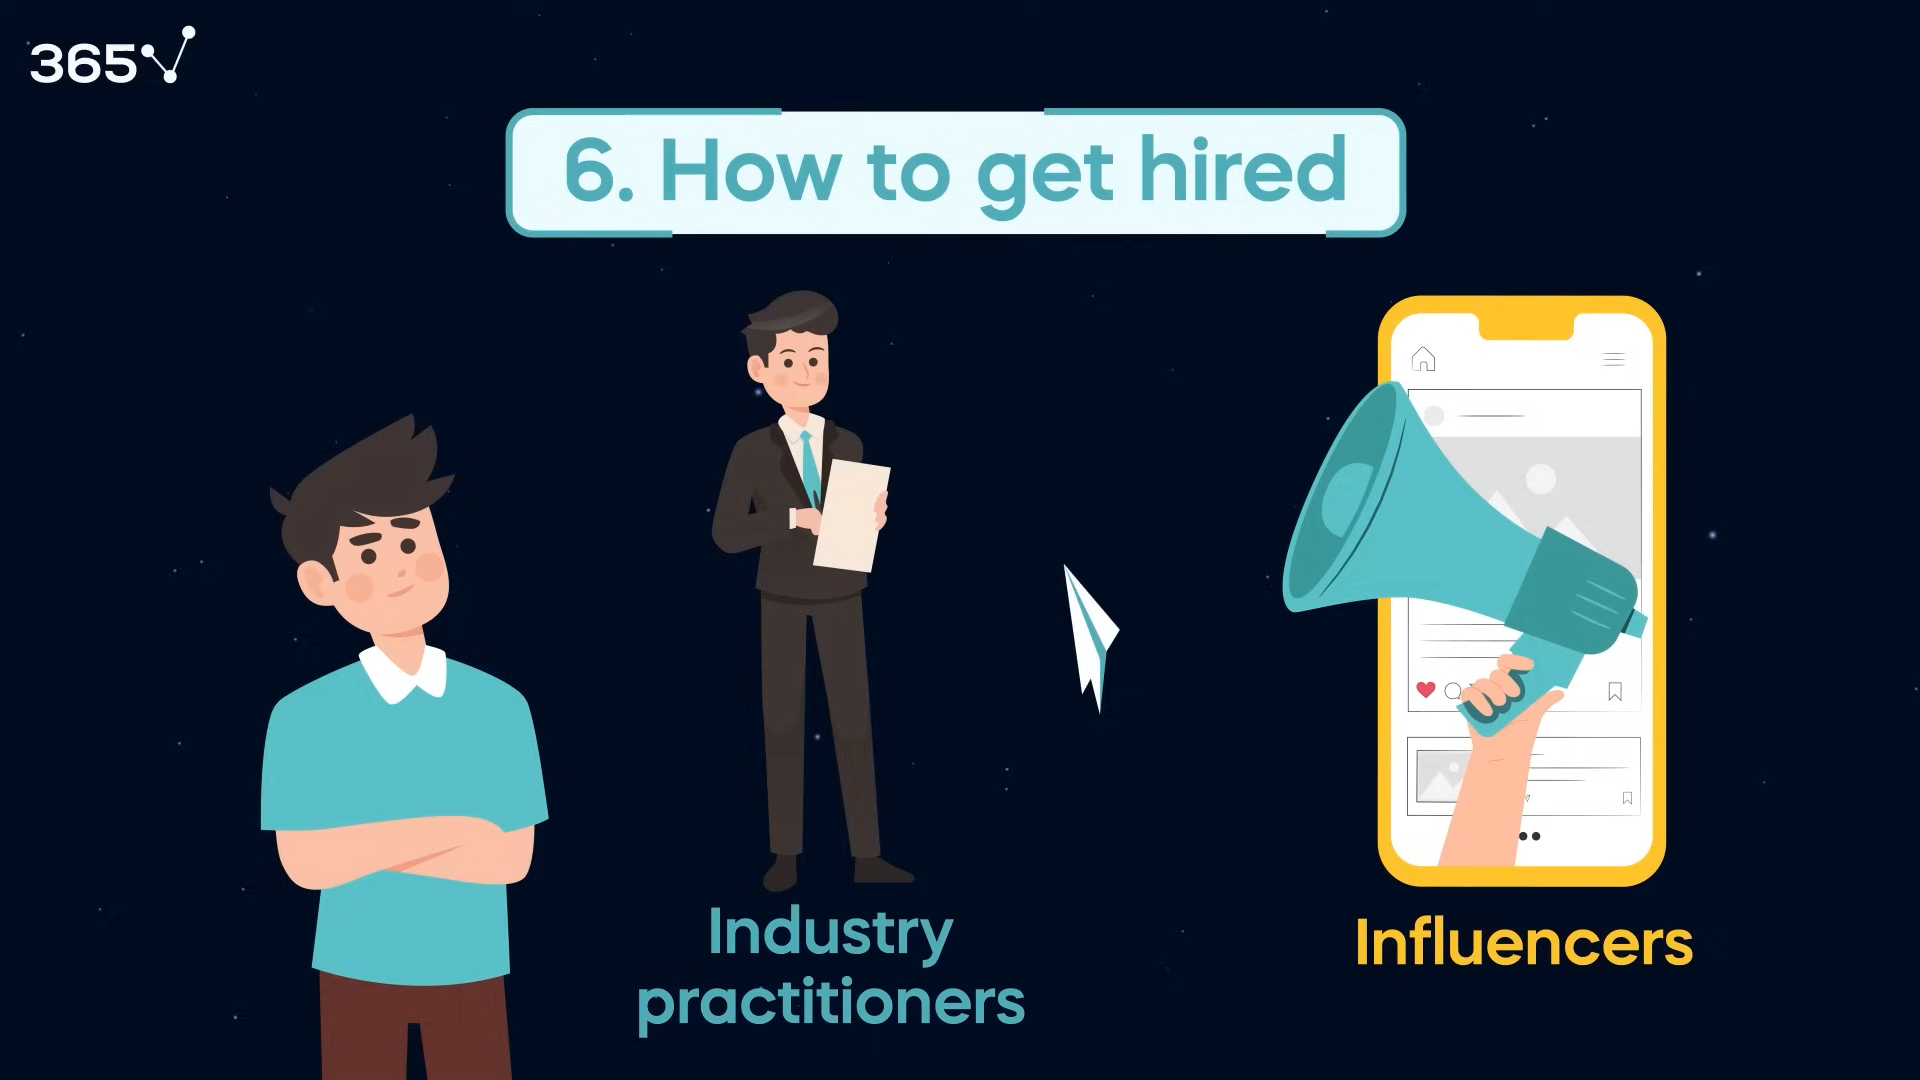 365
6. How to get hired
Industry
practitioners
Influencers